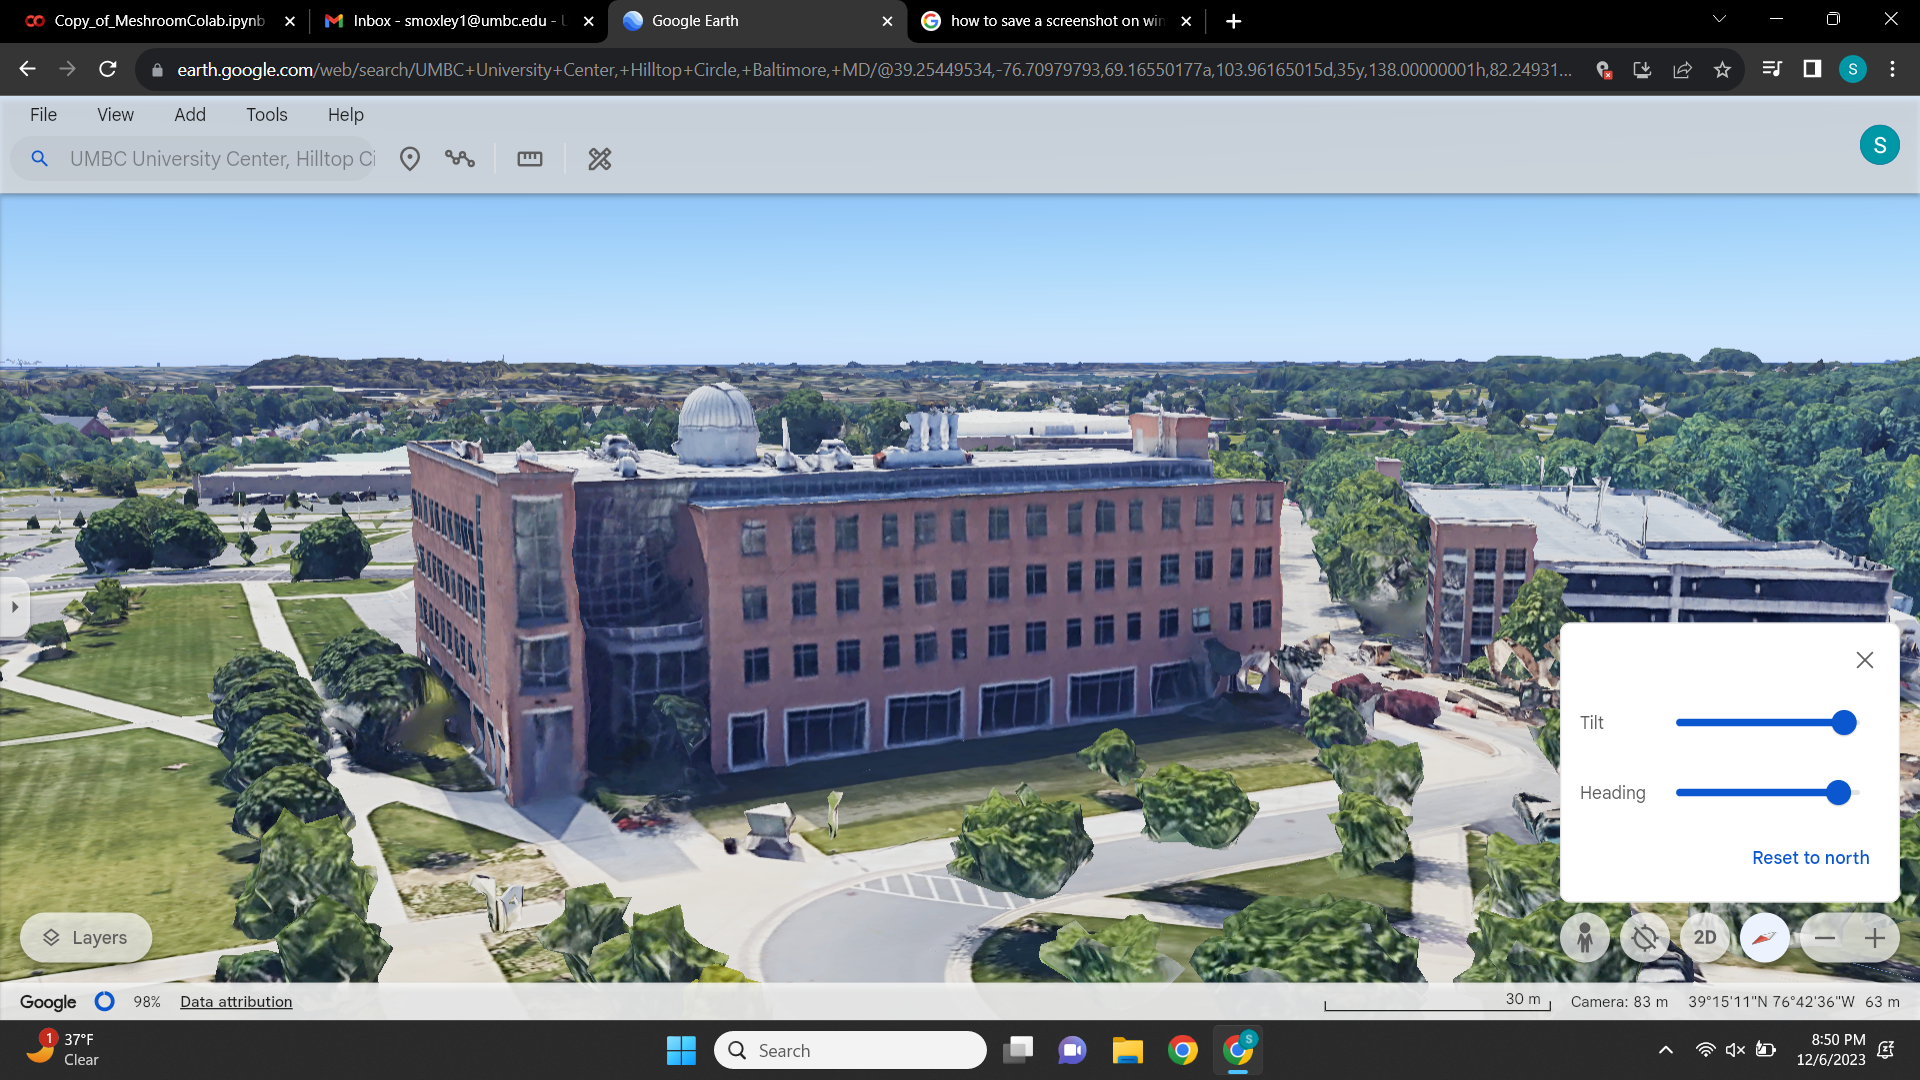 Copy_of_MeshroomColab.ipynb
Inbox - smoxley1@umbc.edu -
Google Earth
how to save a screenshot on win
earth.google.com/web/search/UMBC+University+Center,+Hilltop+Circle,+Baltimore,+MD/@39.25449534,-76.70979793,69.16550177a,103.96165015d,35y,138.00000001h,82.24931...
S
File View Add Tools Help
UMBC University Center, Hilltop Ci
S
Tilt
Heading
Reset to north
Layers
2D
Google 98% Data attribution 30 m Camera: 83 m 39°15'11"N 76°42'36"W 63 m
1 37°F
Clear
Search
S
8:50 PM
12/6/2023